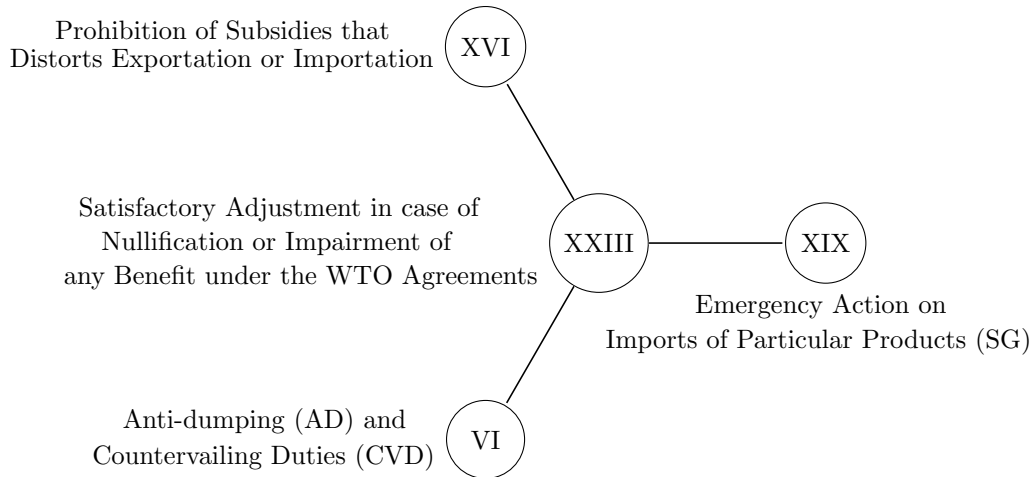 Prohibition of Subsidies that
Distorts Exportation or Importation
XVI
Satisfactory Adjustment in case of
Nullification or Impairment of
any Benefit under the WTO Agreements
XXIII
XIX
Emergency Action on
Imports of Particular Products (SG)
Anti-dumping (AD) and
Countervailing Duties (CVD)
VI